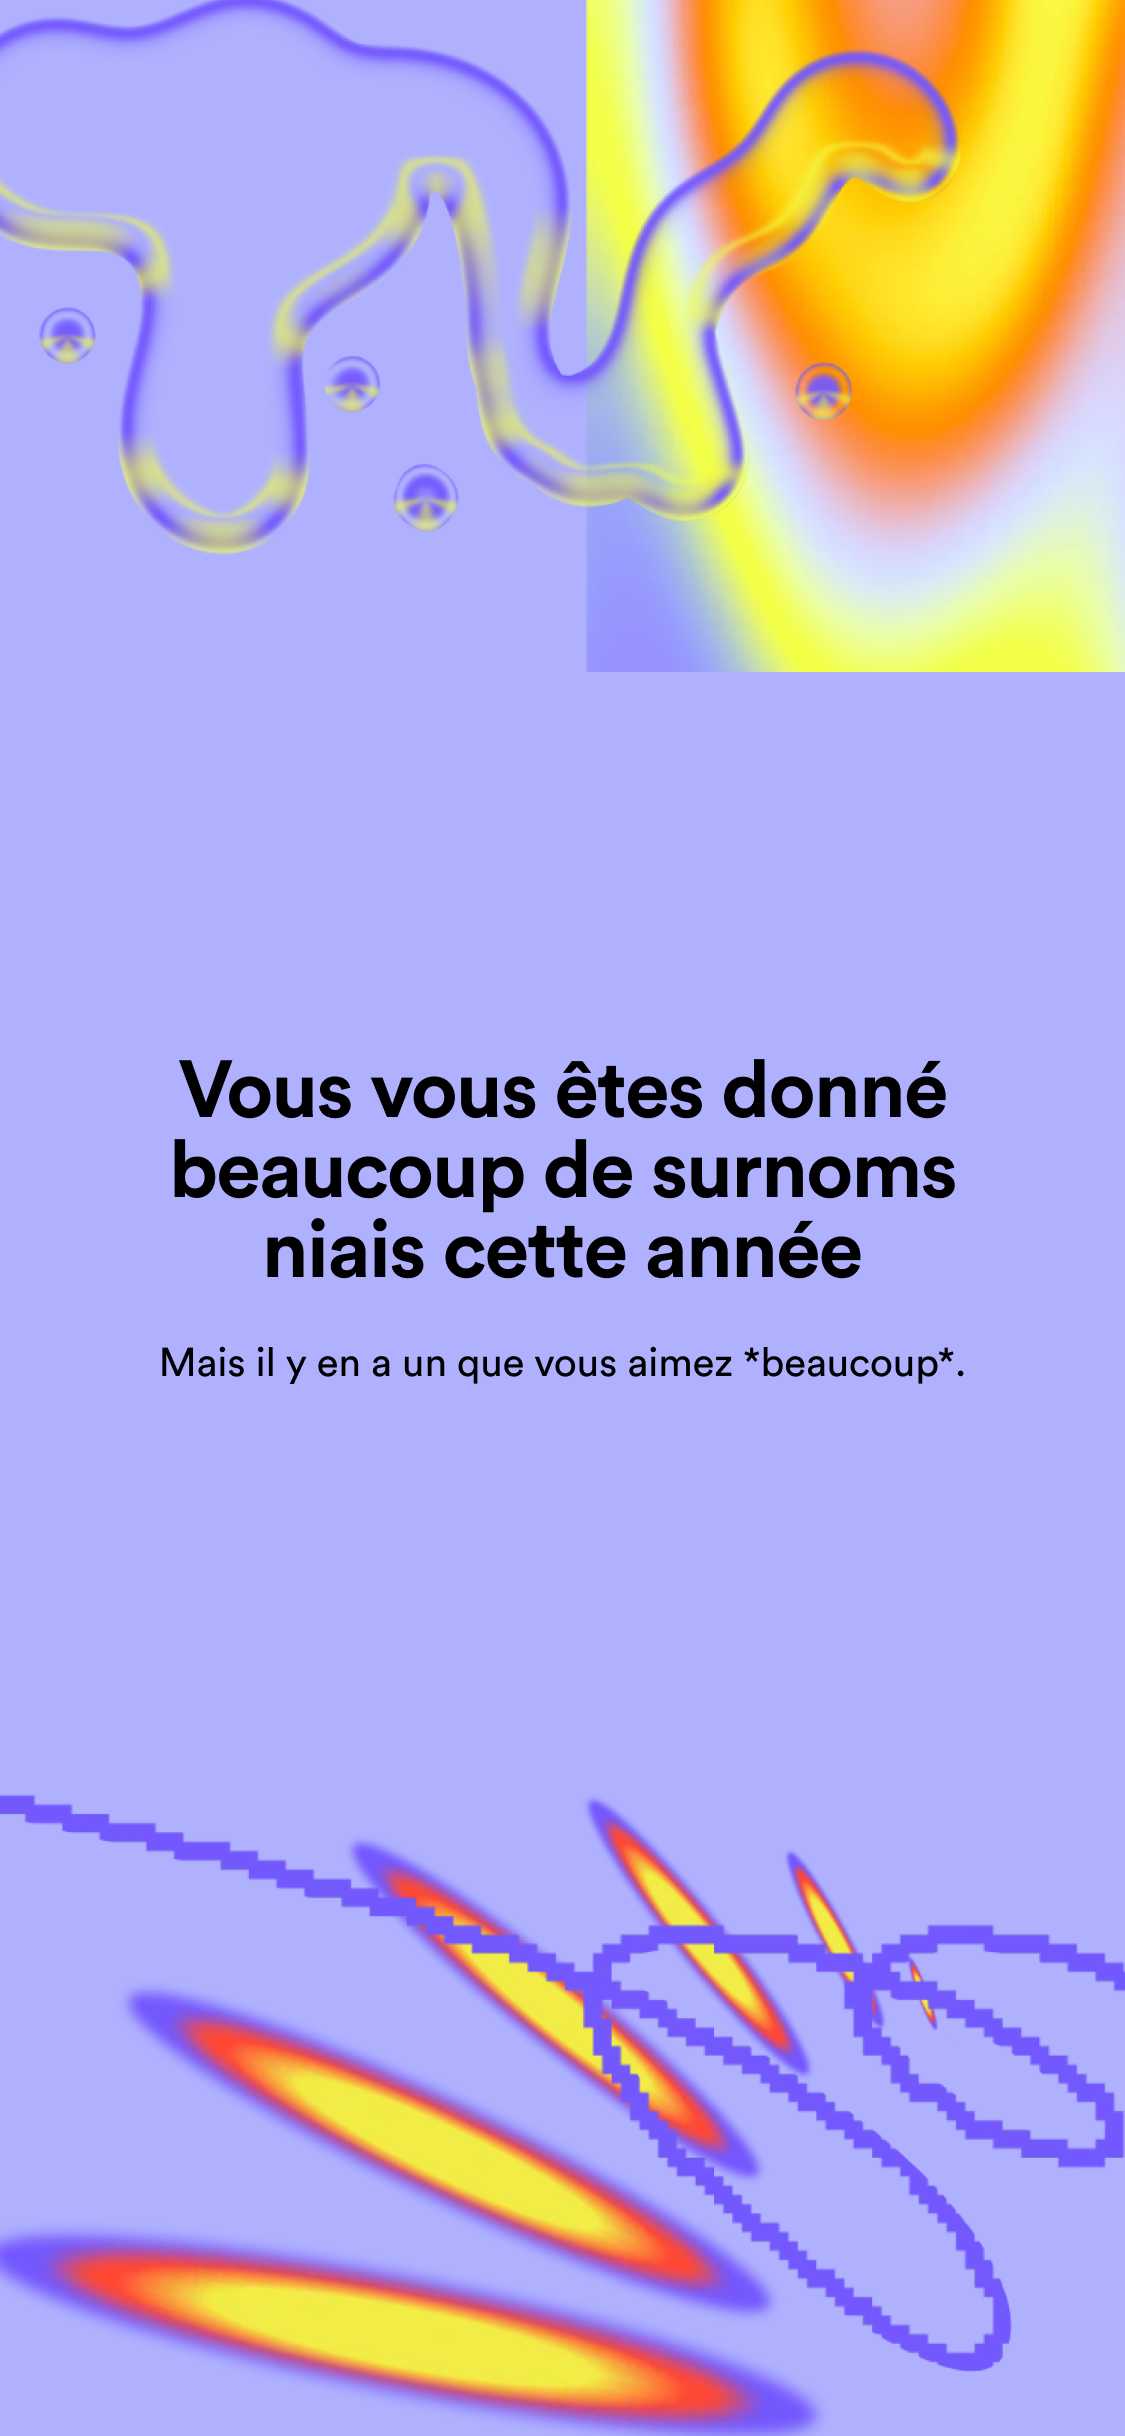 Vous vous êtes donné
beaucoup de surnoms
niais cette année
Mais il y en a un que vous aimez *beaucoup*.